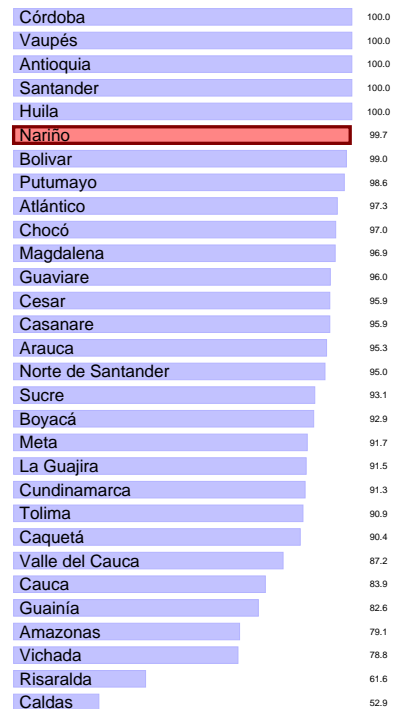 Córdoba 100.0
Vaupés 100.0
Antioquia 100.0
Santander 100.0
Huila 100.0
Nariño 99.7
Bolivar 99.0
Putumayo 98.6
Atlántico 97.3
Chocó 97.0
Magdalena 96.9
Guaviare 96.0
Cesar 95.9
Casanare 95.9
Arauca 95.3
Norte de Santander 95.0
Sucre 93.1
Boyacá 92.9
Meta 91.7
La Guajira 91.5
Cundinamarca 91.3
Tolima 90.9
Caquetá 90.4
Valle del Cauca 87.2
Cauca 83.9
Guainía 82.6
Amazonas 79.1
Vichada 78.8
Risaralda 61.6
Caldas 52.9